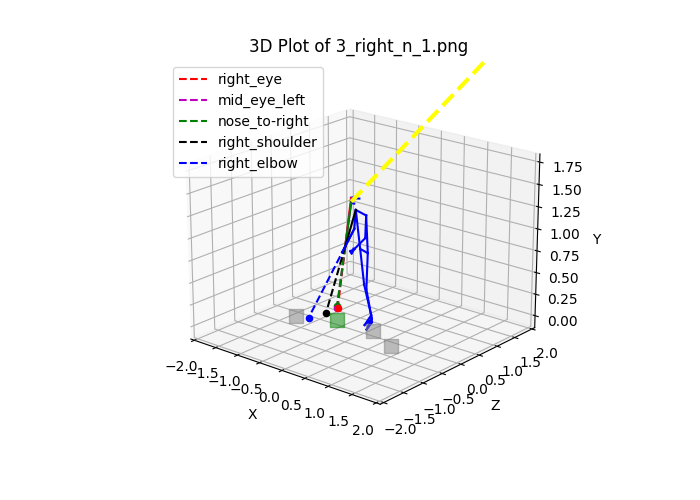 3D Plot of 3_right_n_1.png
right_eye
mid_eye_left
nose_to-right
right_shoulder
right_elbow
1.75
1.50
1.25
1.00
0.75
0.50
0.25
0.00
Y
−2.0
−1.5
−1.0
−0.5
0.0
0.5
1.0
1.5
2.0
X
−2.0
−1.5
−1.0
−0.5
0.0
0.5
1.0
1.5
2.0
Z